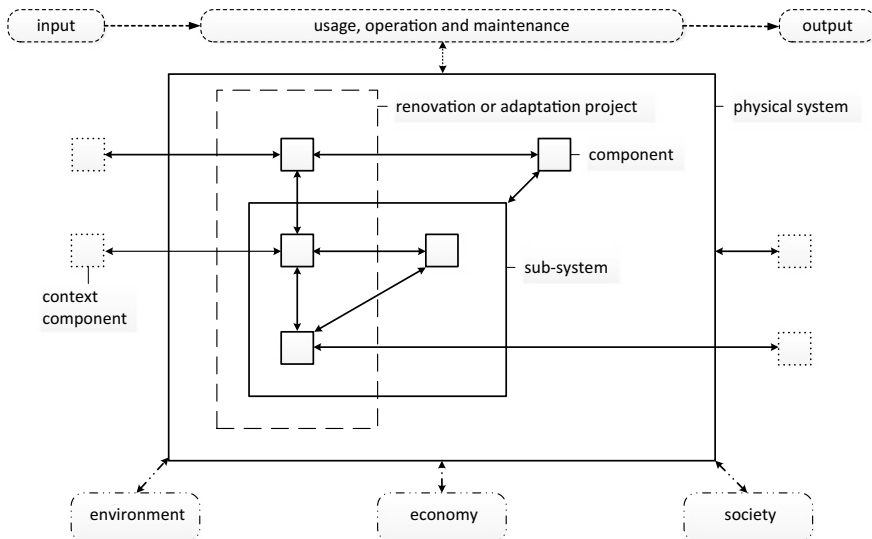 input
usage, operation and maintenance
output
renovation or adaptation project
physical system
component
sub-system
context
component
environment
economy
society